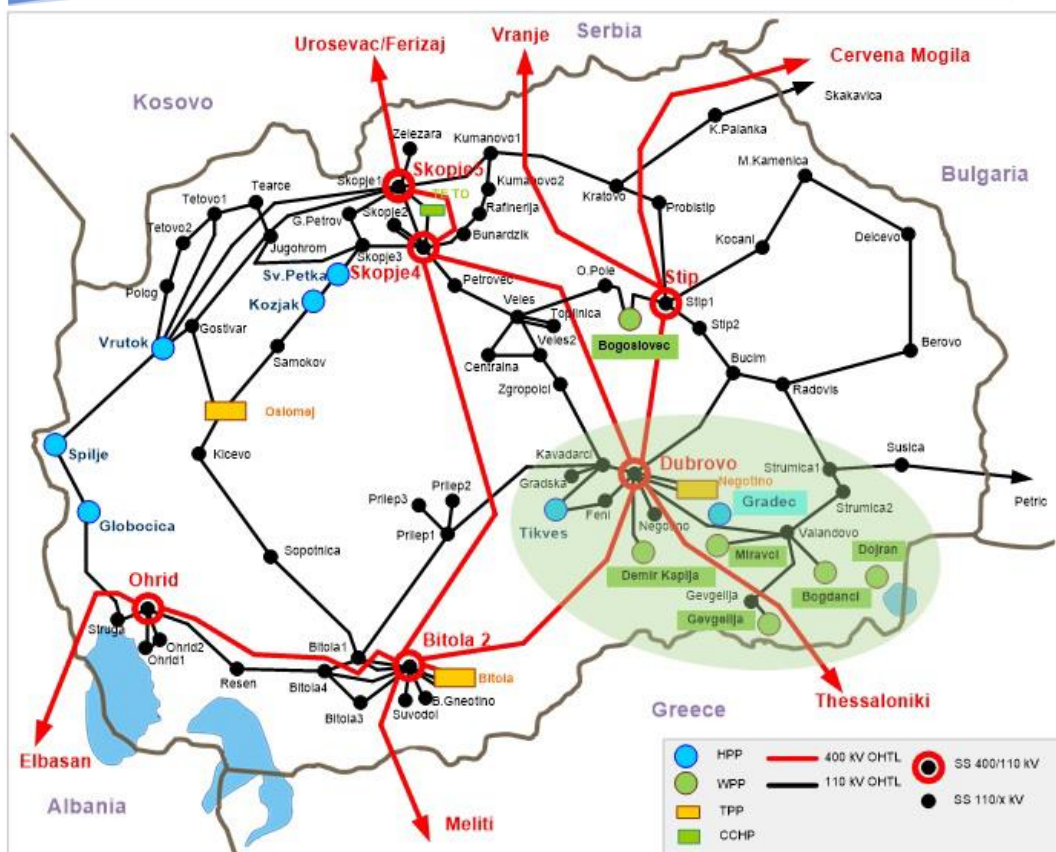 Serbia
Urosevac/Ferizaj
Vranje
Cervena Mogila
Kosovo
Skakavica
Zelezara
Kumanovo1
K.Palanka
M.Kamenica
Bulgaria
Skopje5
Skopje1
TE TO
Kumanovo2
Kratovo
Probistip
Tearce
Tetovo1
G.Petrov
Skopje2
Rafinerija
Bunardzik
Kocani
Delcevo
Tetovo2
Jugohrom
Skopje3
Sv.Petka
Skopje4
Petrovec
O.Pole
Stip
Polog
Kozjak
Veles
Stip1
Gostivar
Toplinica
Stip2
Vrutok
Samokov
Veles2
Bogoslovec
Berovo
Centralna
Bucim
Zgropolci
Radovis
Oslomej
Spilje
Kicevo
Kavadarci
Dubrovo
Strumica1
Susica
Gradska
Negotino
Petric
Prilep3
Prilep2
Gradec
Strumica2
Globocica
Tikves
Feni
Negotino
Prilep1
Valandovo
Sopotnica
Miravci
Dojran
Demir Kapija
Bogdanci
Ohrid
Gevgelija
Gevgelija
Struga
Ohrid2
Ohrid1
Bitola1
Bitola 2
Resen
Bitola4
Bitola
B.Gneotino
Bitola3
Suvodol
Thessaloniki
Greece
Elbasan
Albania
Meliti
HPP
400 kV OHTL
SS 400/110 kV
WPP
110 kV OHTL
TPP
SS 110/x kV
CCHP